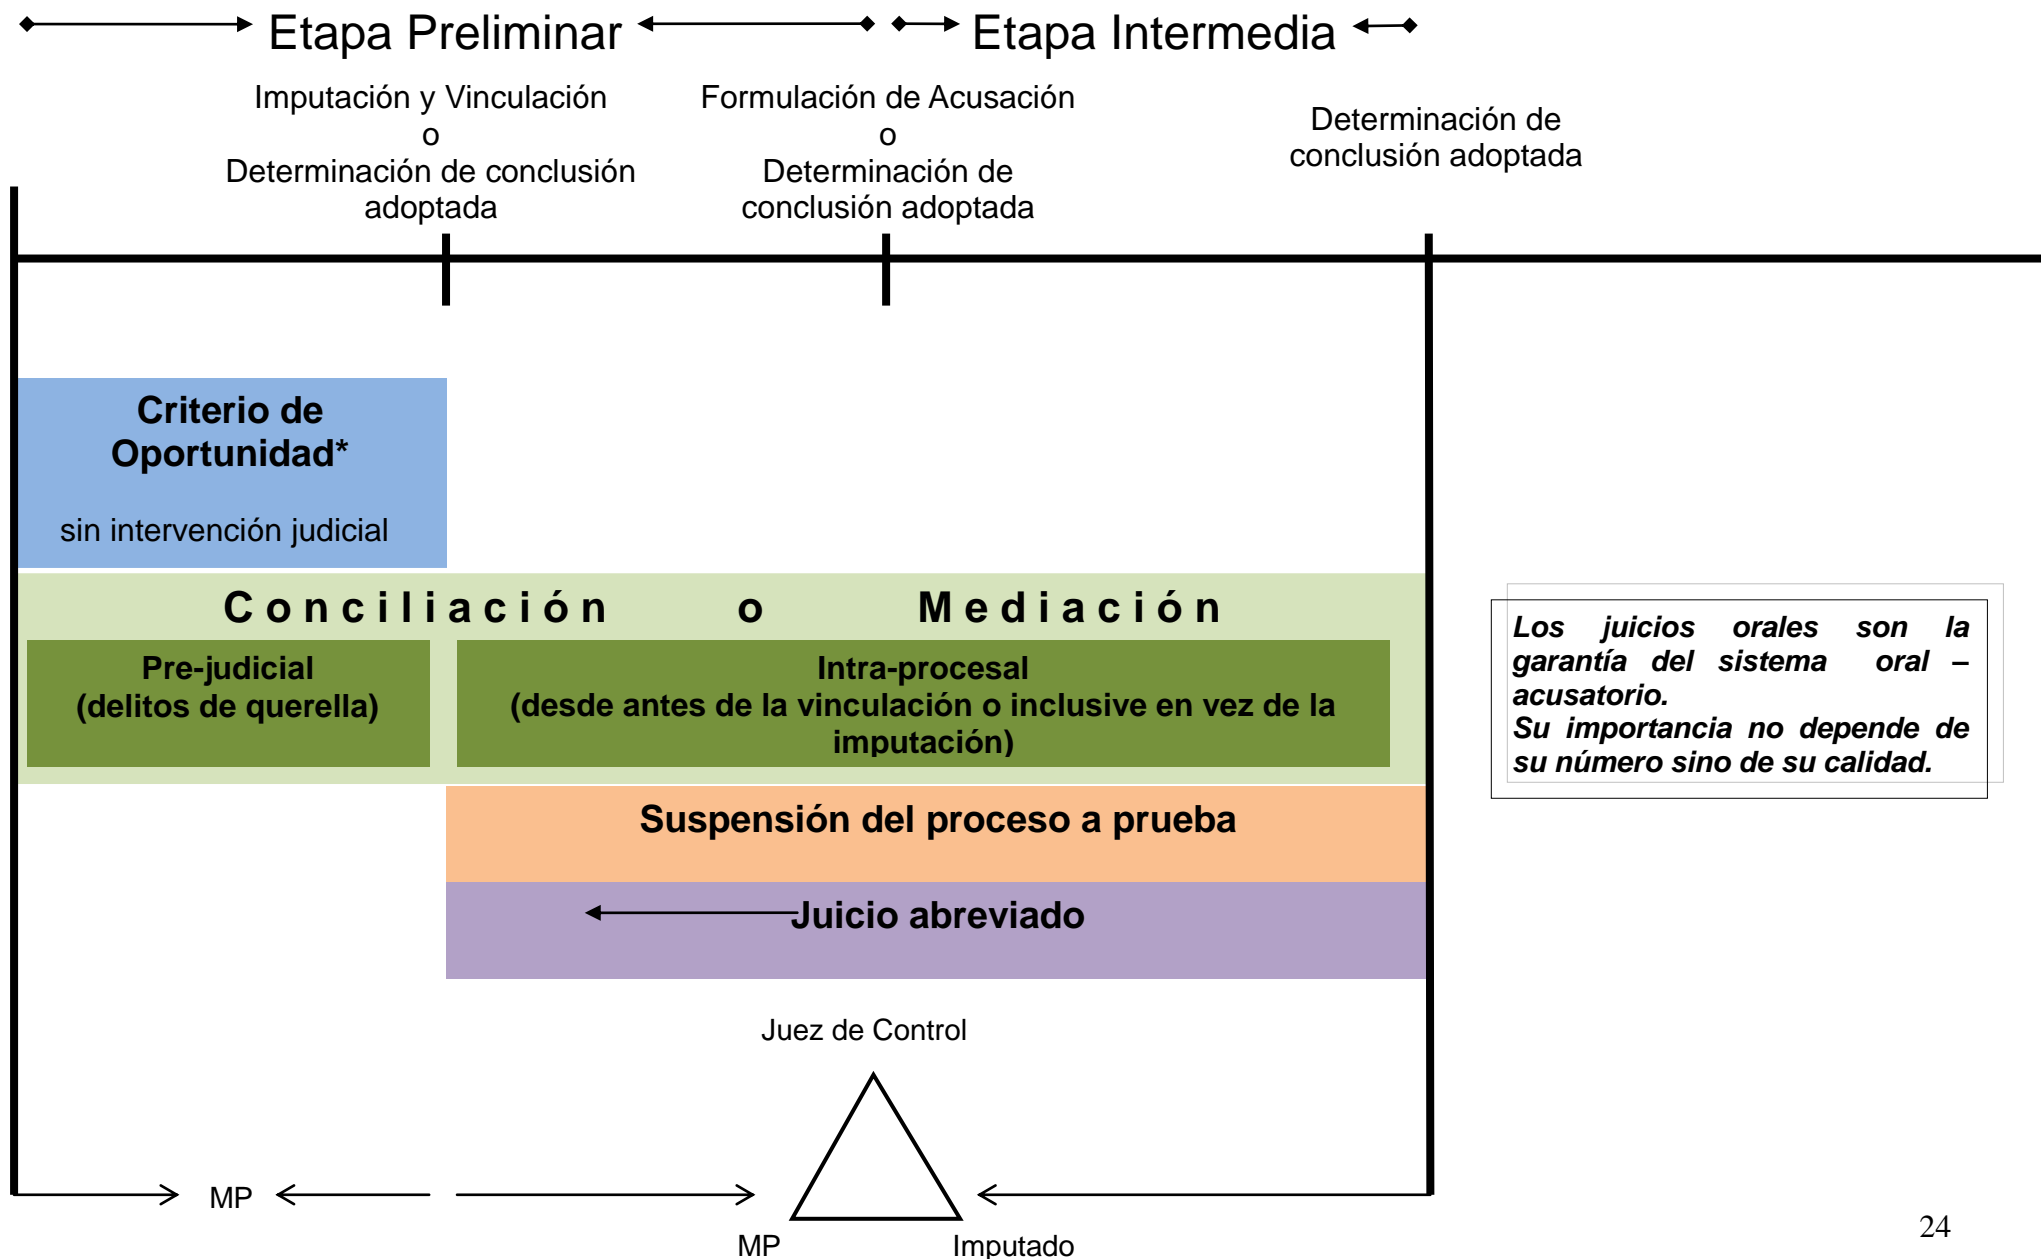 Etapa Preliminar
Etapa Intermedia
Imputación y Vinculación
o
Determinación de conclusión
adoptada
Formulación de Acusación
o
Determinación de
conclusión adoptada
Determinación de
conclusión adoptada
Criterio de
Oportunidad*
sin intervención judicial
Conciliación o Mediación
Pre-judicial
(delitos de querella)
Intra-procesal
(desde antes de la vinculación o inclusive en vez de la
imputación)
Los juicios orales son la
garantía del sistema oral –
acusatorio.
Su importancia no depende de
su número sino de su calidad.
Suspensión del proceso a prueba
Juicio abreviado
Juez de Control
MP
MP
Imputado
24